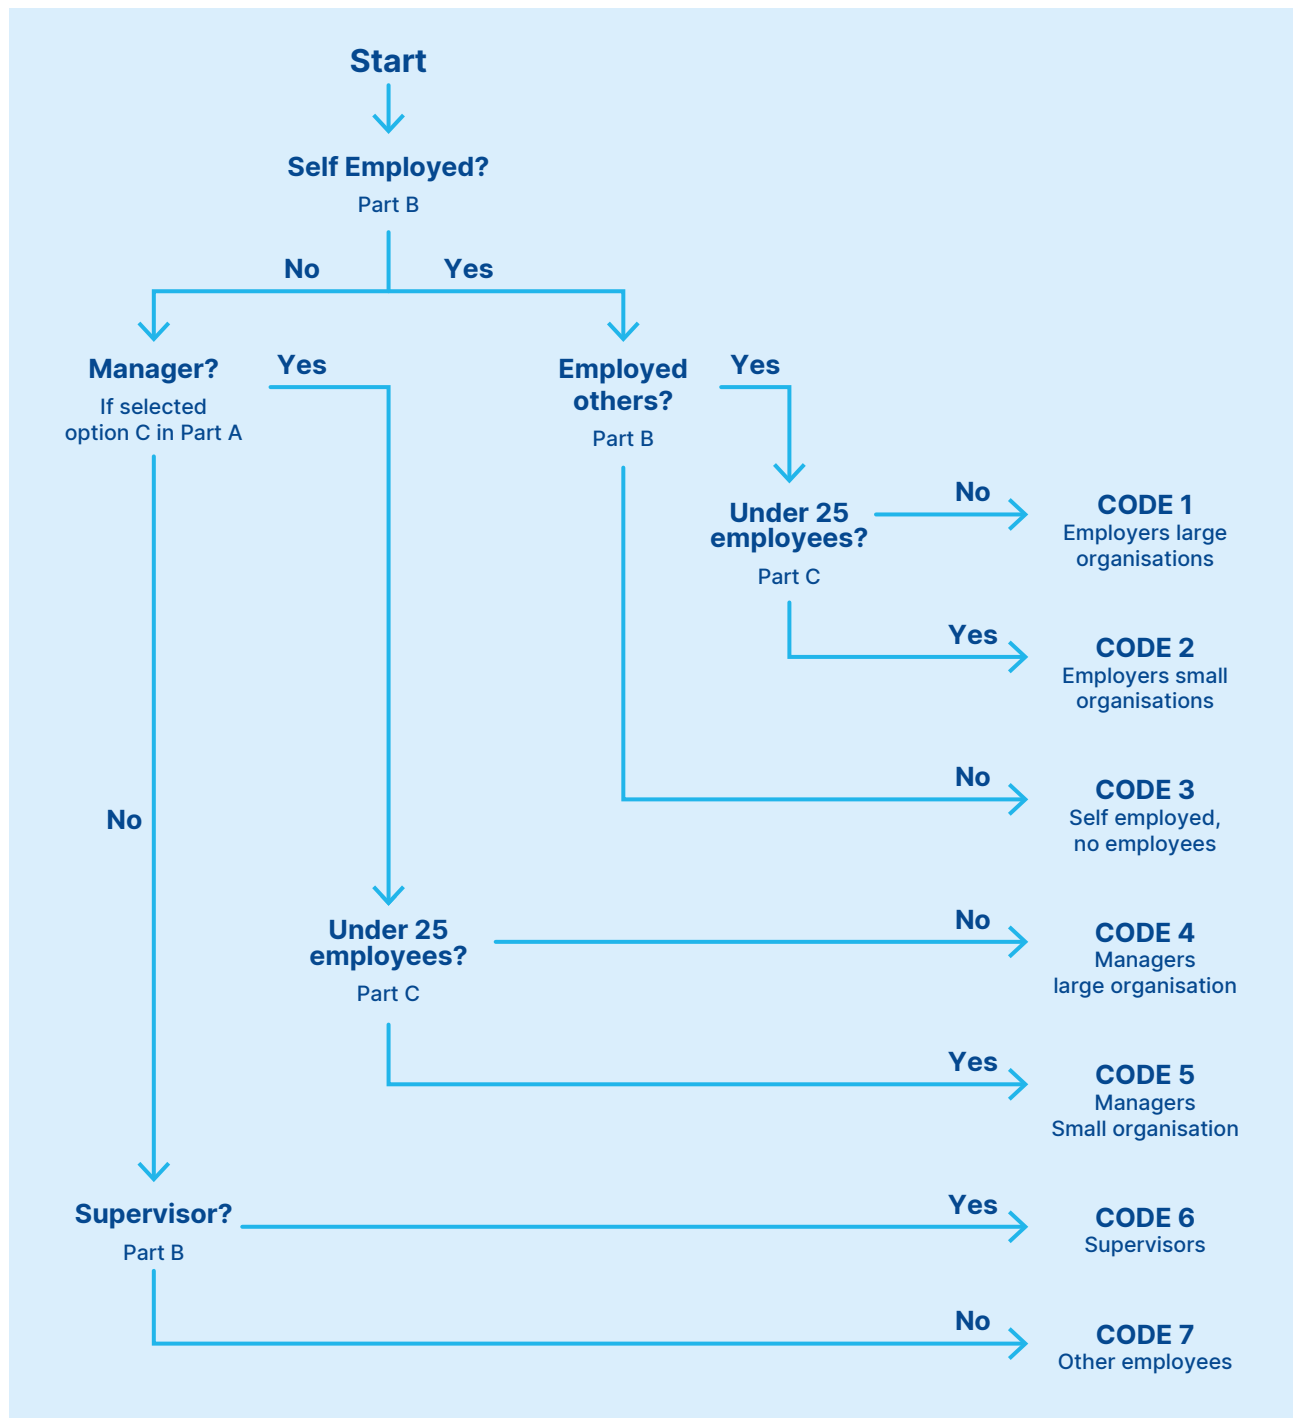 Start
Self Employed?
Part B
No
Yes
Manager?
If selected
option C in Part A
Yes
Employed
others?
Part B
Yes
Under 25
employees?
Part C
No
CODE 1
Employers large
organisations
Yes
CODE 2
Employers small
organisations
No
CODE 3
Self employed,
no employees
No
Under 25
employees?
Part C
No
CODE 4
Managers
large organisation
Yes
CODE 5
Managers
Small organisation
Supervisor?
Part B
Yes
CODE 6
Supervisors
No
CODE 7
Other employees